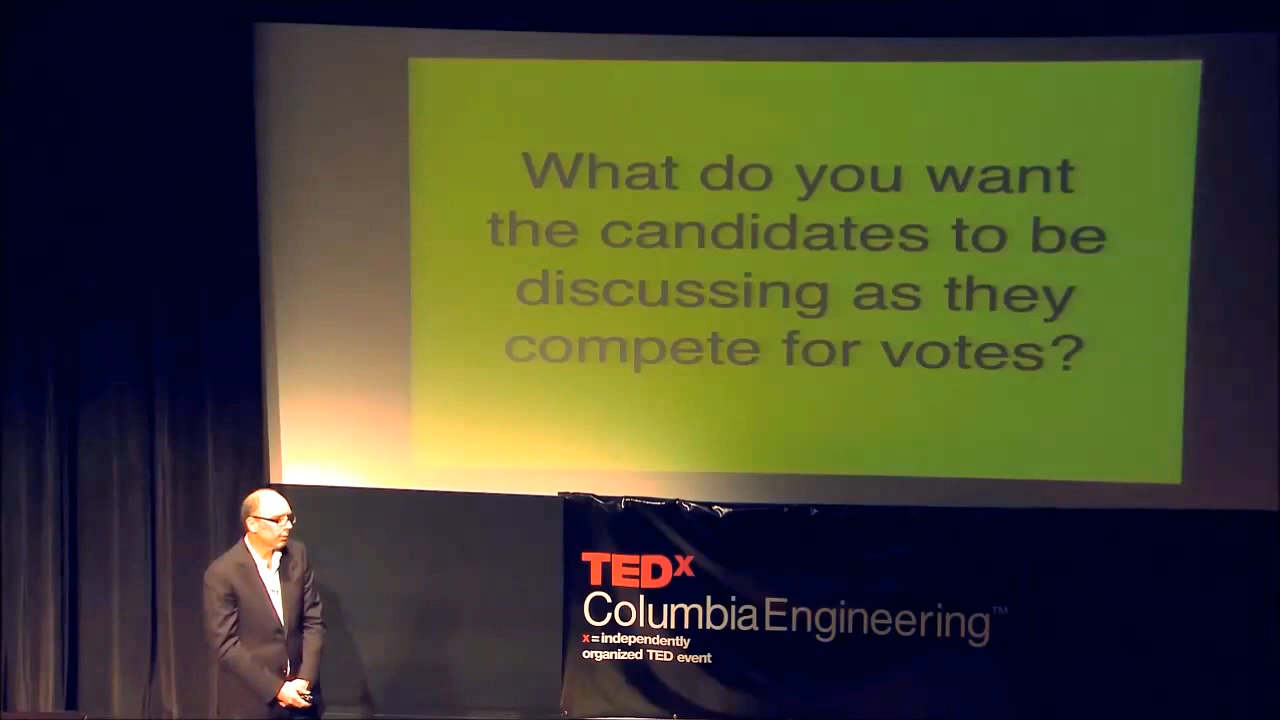 What do you want
the candidates to be
discussing as they
compete for votes?
TEDx
ColumbiaEngineering™
x = independently
organized TED event